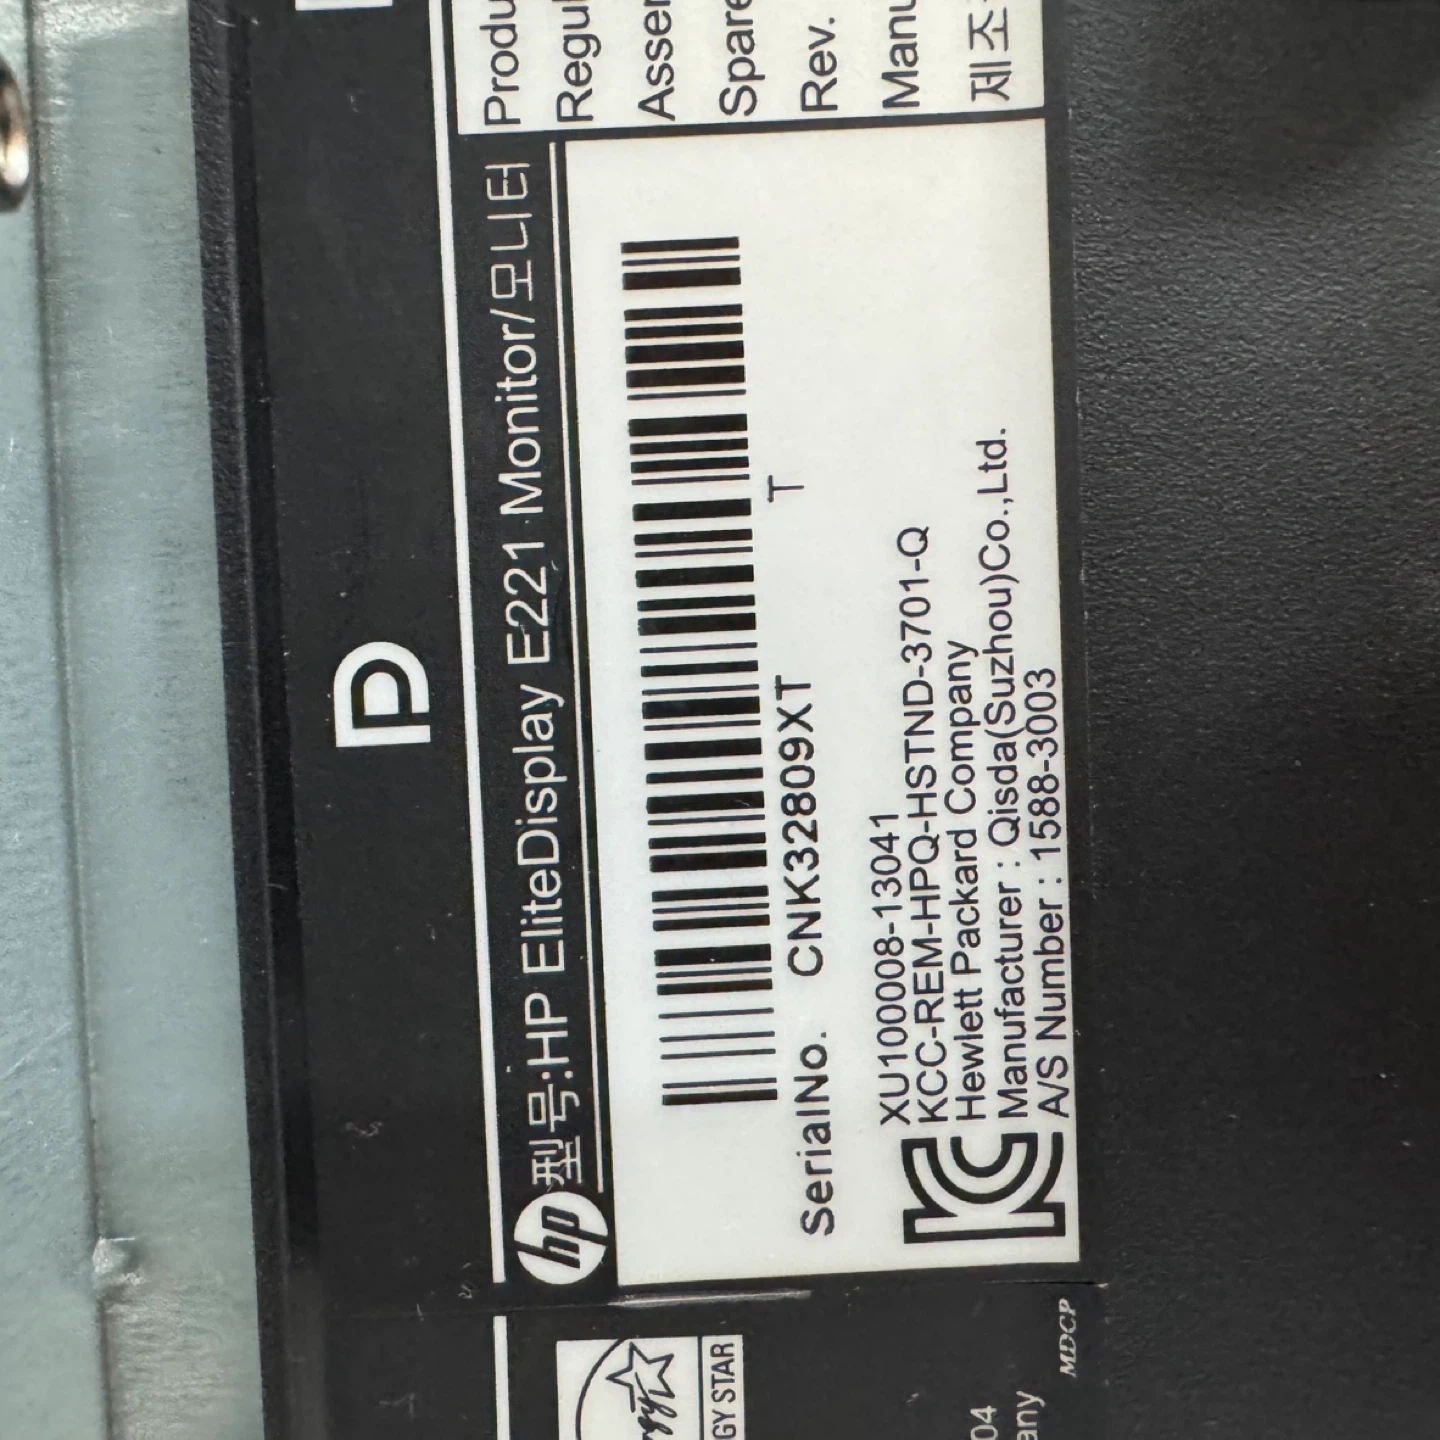 hp
型号:HP EliteDisplay E221 Monitor/모니터
SerialNo. CNK32809XT
T
XU100008-13041
KCC-REM-HPQ-HSTND-3701-Q
Hewlett Packard Company
Manufacturer : Qisda(Suzhou)Co.,Ltd.
A/S Number : 1588-3003
Produ
Regul
Assem
Spare
Rev.
Manu
제조
GY STAR
MDCP
04
any